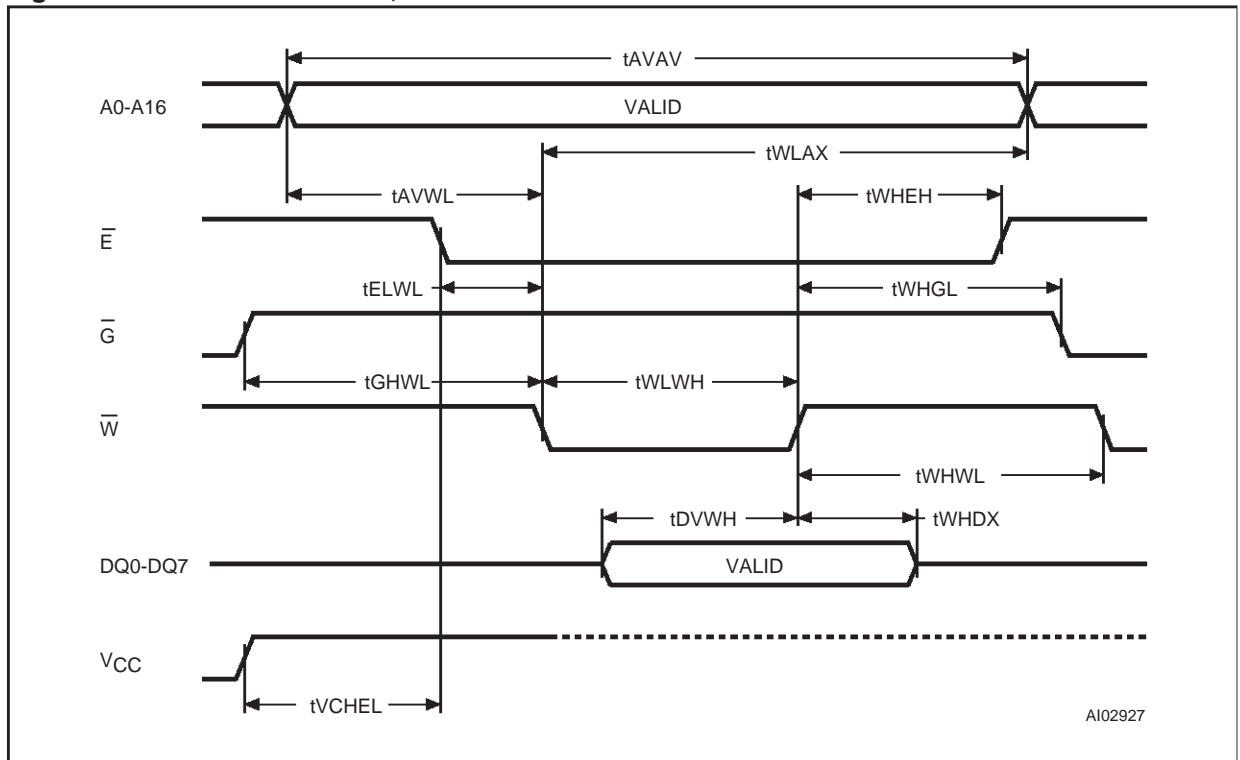 tAVAV
A0-A16
VALID
tWLAX
tAVWL
tWHEH
E
tELWL
tWHGL
G
tGHWL
tWLWH
W
tWHWL
tDVWH
tWHDX
DQ0-DQ7
VALID
VCC
tVCHEL
AI02927